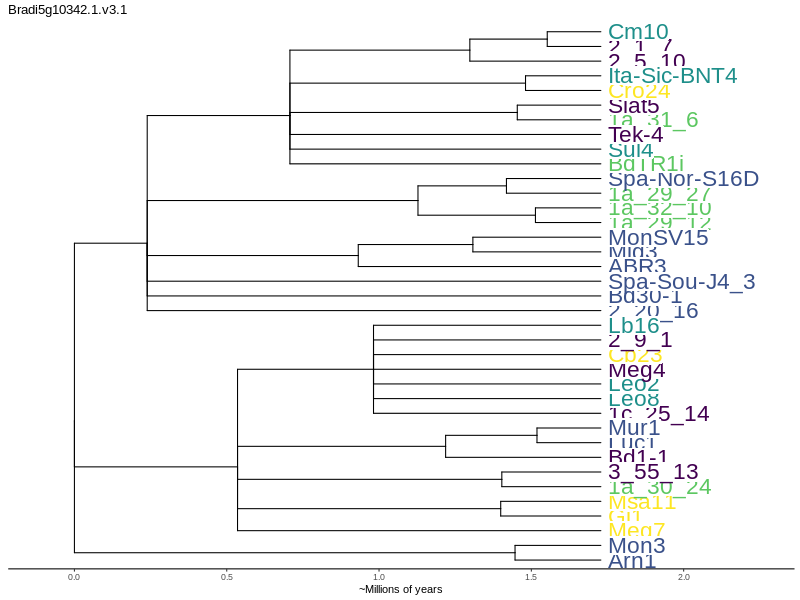 Bradi5g10342.1.v3.1
Cm10
2_1_7
2_5_10
Ita-Sic-BNT4
Cro24
Slat5
1a_31_6
Tek-4
Sul4
BdTR1i
Spa-Nor-S16D
1a_29_27
1a_32_10
1a_29_12
MonSV15
Mig3
ABR3
Spa-Sou-J4_3
Bd30-1
2_20_16
Lb16
2_9_1
Cb23
Meg4
Leo2
Leo8
1c_25_14
Mur1
Luc1
Bd1-1
3_55_13
1a_30_24
Msa11
Meg7
Mon3
Arn1
0.0 0.5 1.0 1.5 2.0
~Millions of years